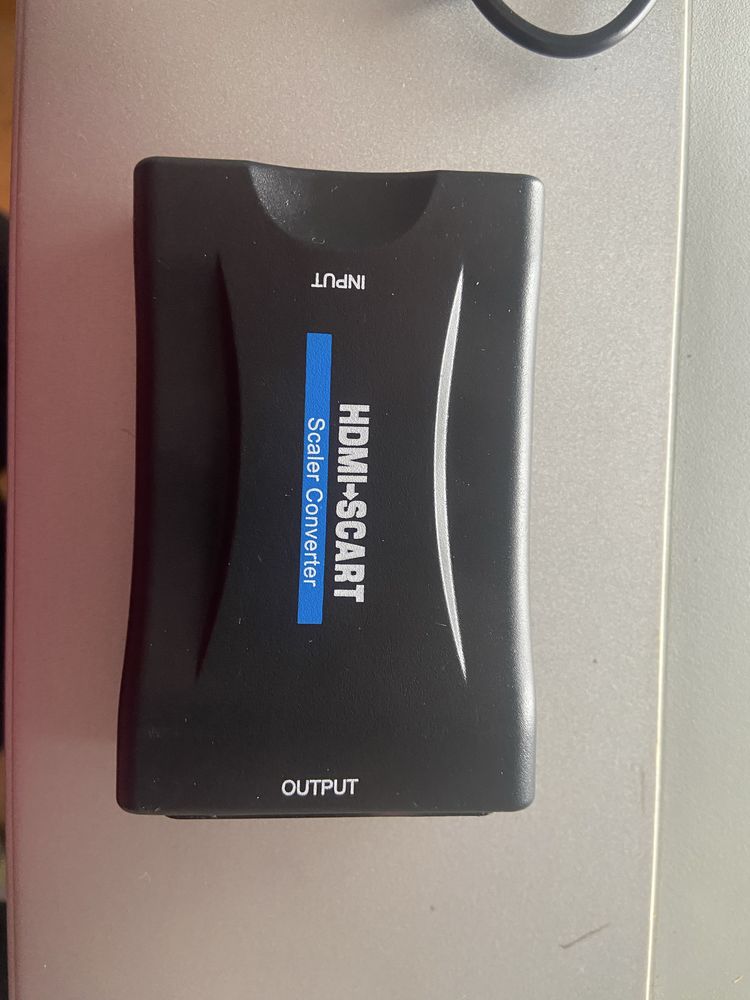 INPUT
HDMI➔SCART
Scaler Converter
OUTPUT